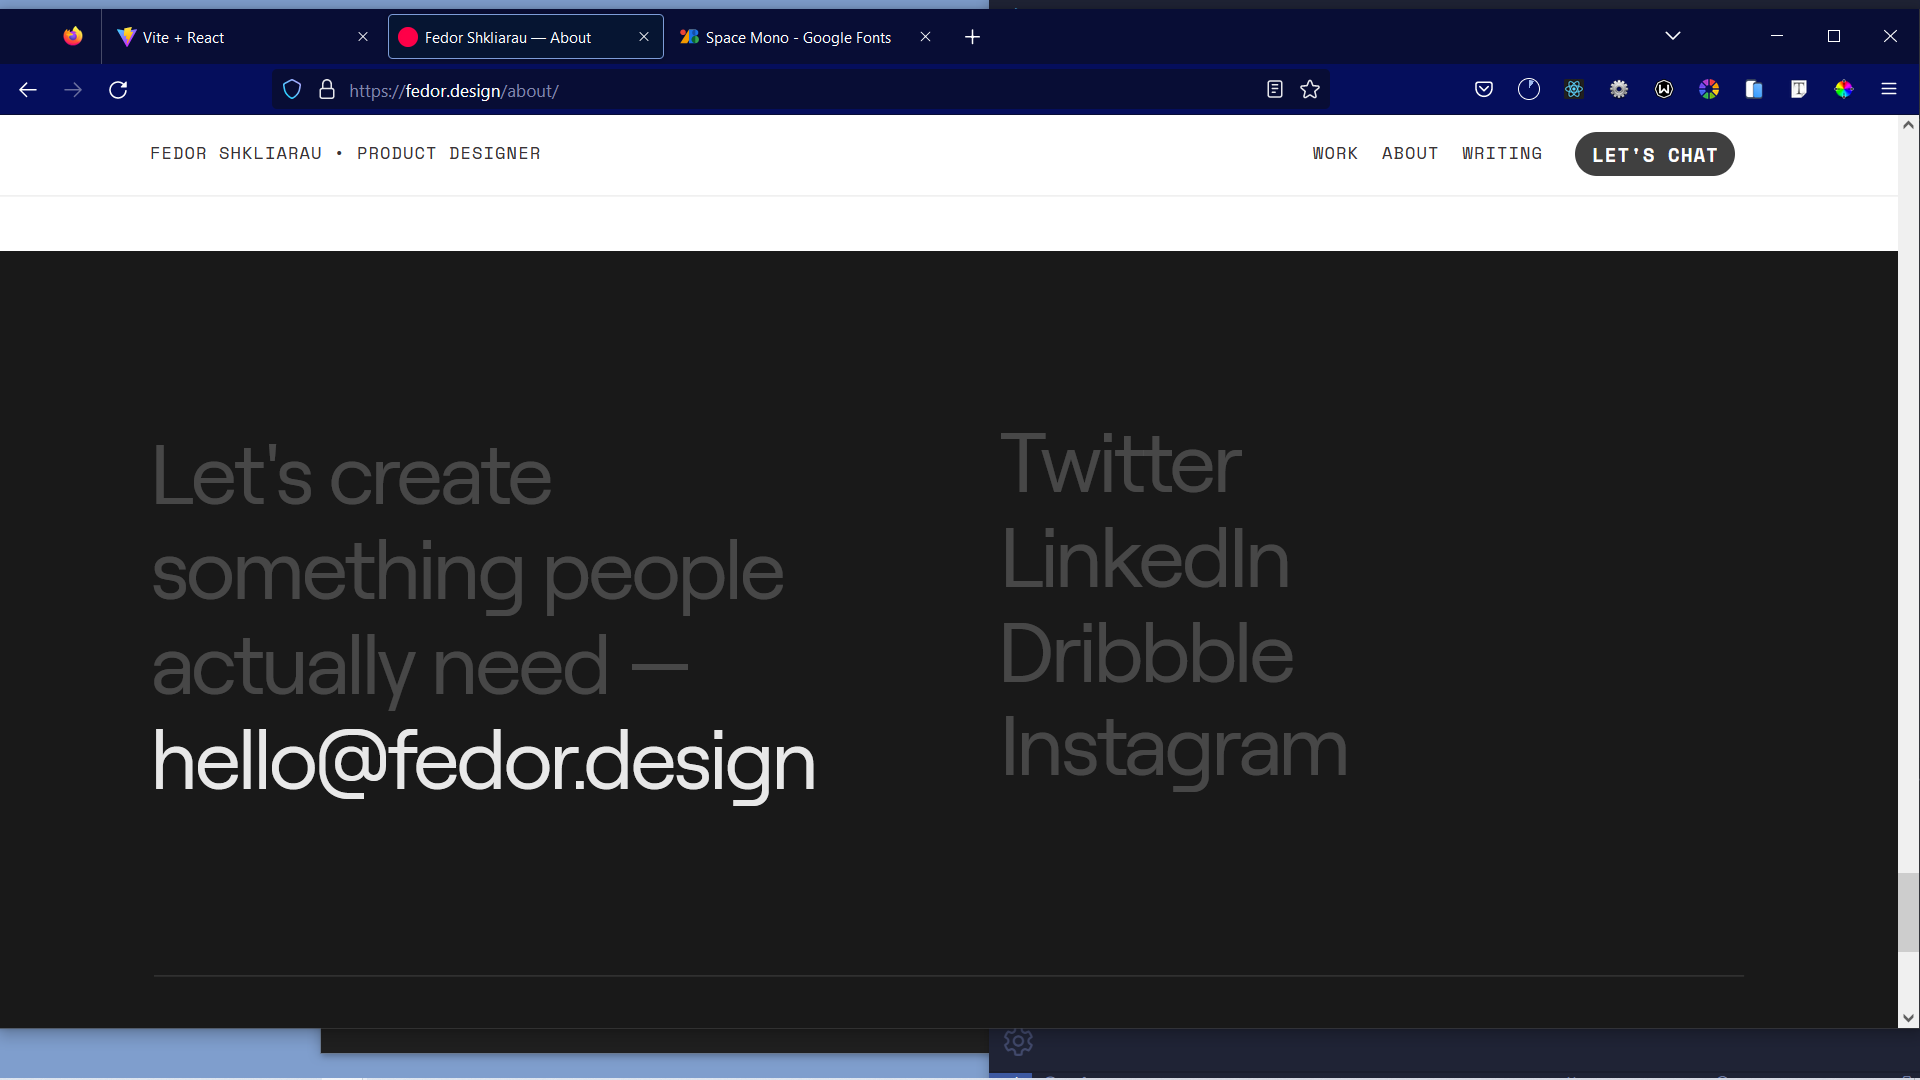 Vite + React
Fedor Shkliarau — About
Space Mono - Google Fonts
https://fedor.design/about/
FEDOR SHKLIARAU • PRODUCT DESIGNER
WORK ABOUT WRITING LET'S CHAT
Let's create
something people
actually need —
hello@fedor.design
Twitter
LinkedIn
Dribbble
Instagram